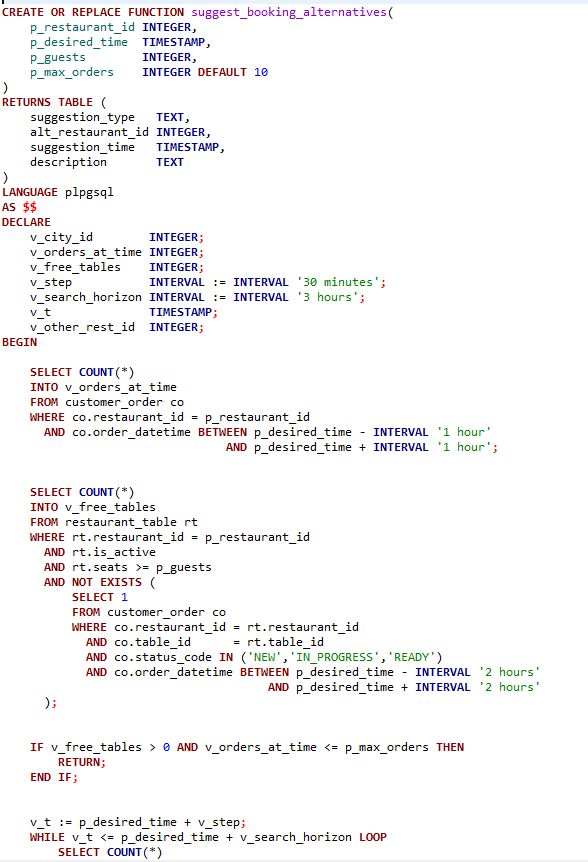 CREATE OR REPLACE FUNCTION suggest_booking_alternatives(
    p_restaurant_id INTEGER,
    p_desired_time  TIMESTAMP,
    p_guests        INTEGER,
    p_max_orders    INTEGER DEFAULT 10
)
RETURNS TABLE (
    suggestion_type   TEXT,
    alt_restaurant_id INTEGER,
    suggestion_time   TIMESTAMP,
    description       TEXT
)
LANGUAGE plpgsql
AS $$
DECLARE
    v_city_id        INTEGER;
    v_orders_at_time INTEGER;
    v_free_tables    INTEGER;
    v_step           INTERVAL := INTERVAL '30 minutes';
    v_search_horizon INTERVAL := INTERVAL '3 hours';
    v_t              TIMESTAMP;
    v_other_rest_id  INTEGER;
BEGIN

    SELECT COUNT(*)
    INTO v_orders_at_time
    FROM customer_order co
    WHERE co.restaurant_id = p_restaurant_id
      AND co.order_datetime BETWEEN p_desired_time - INTERVAL '1 hour'
                                AND p_desired_time + INTERVAL '1 hour';


    SELECT COUNT(*)
    INTO v_free_tables
    FROM restaurant_table rt
    WHERE rt.restaurant_id = p_restaurant_id
      AND rt.is_active
      AND rt.seats >= p_guests
      AND NOT EXISTS (
          SELECT 1
          FROM customer_order co
          WHERE co.restaurant_id = rt.restaurant_id
            AND co.table_id      = rt.table_id
            AND co.status_code IN ('NEW','IN_PROGRESS','READY')
            AND co.order_datetime BETWEEN p_desired_time - INTERVAL '2 hours'
                                      AND p_desired_time + INTERVAL '2 hours'
      );


    IF v_free_tables > 0 AND v_orders_at_time <= p_max_orders THEN
        RETURN;
    END IF;


    v_t := p_desired_time + v_step;
    WHILE v_t <= p_desired_time + v_search_horizon LOOP
        SELECT COUNT(*)